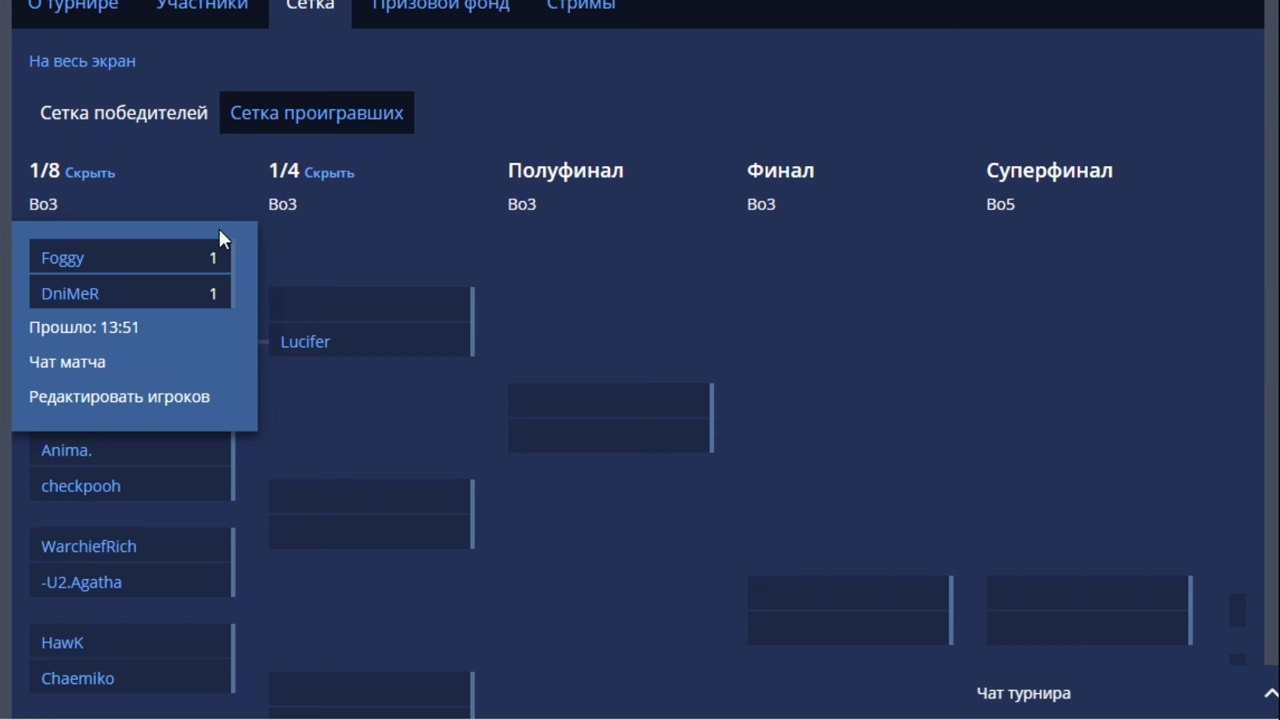 О турнире Участники Сетка Призовой фонд Стримы
На весь экран
Сетка победителей Сетка проигравших
1/8 Скрыть 1/4 Скрыть Полуфинал Финал Суперфинал
Bo3 Bo3 Bo3 Bo3 Bo5
Foggy 1
DniMeR 1
Прошло: 13:51
Lucifer
Чат матча
Редактировать игроков
Anima.
checkpooh
WarchiefRich
-U2.Agatha
HawK
Chaemiko
Чат турнира